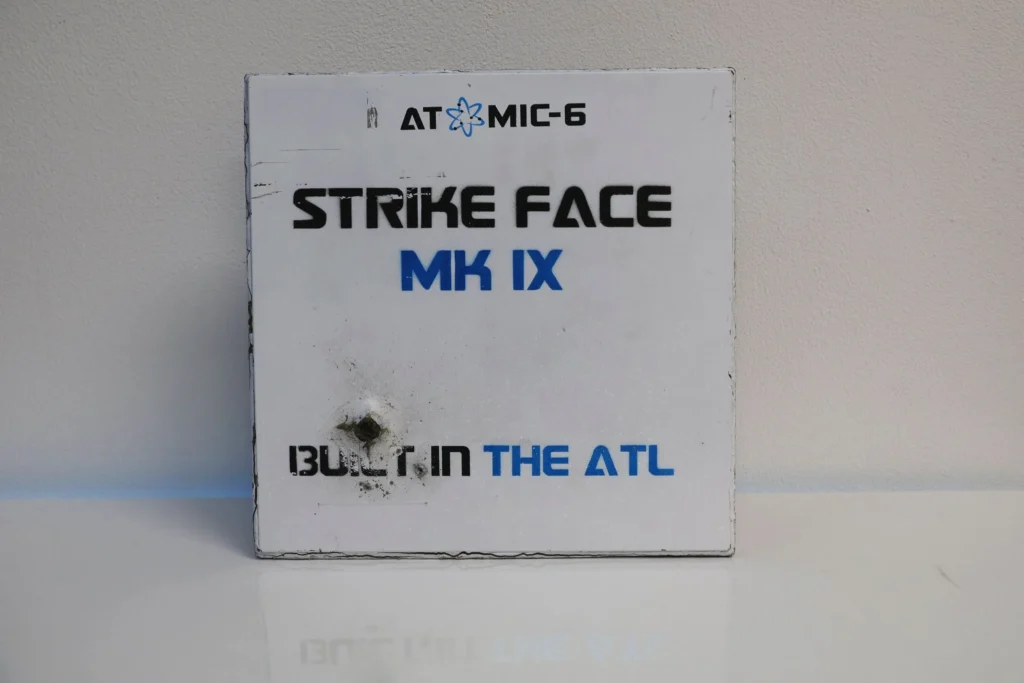 ATOMIC-6
STRIKE FACE
MK IX
BUILT IN THE ATL